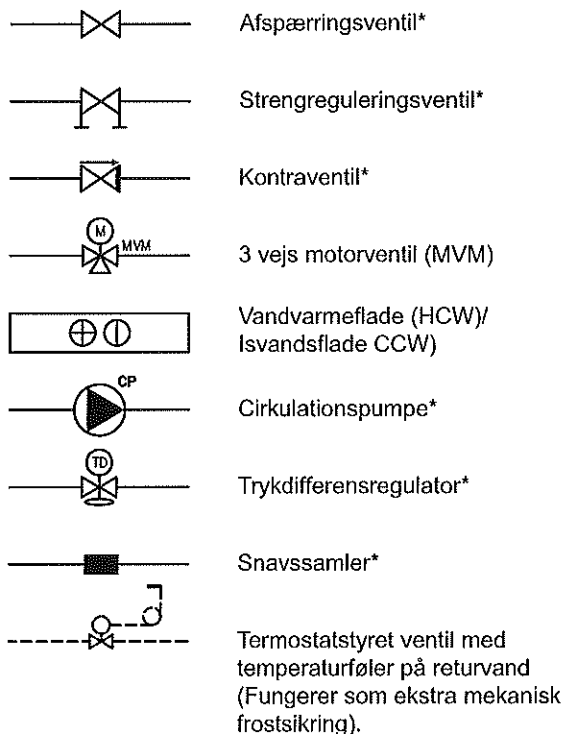 Afspærringsventil*
Strengreguleringsventil*
Kontraventil*
M
MVM
3 vejs motorventil (MVM)
Vandvarmeflade (HCW)/
Isvandsflade CCW)
CP
Cirkulationspumpe*
TD
Trykdifferensregulator*
Snavssamler*
Termostatstyret ventil med
temperaturføler på returvand
(Fungerer som ekstra mekanisk
frostsikring).